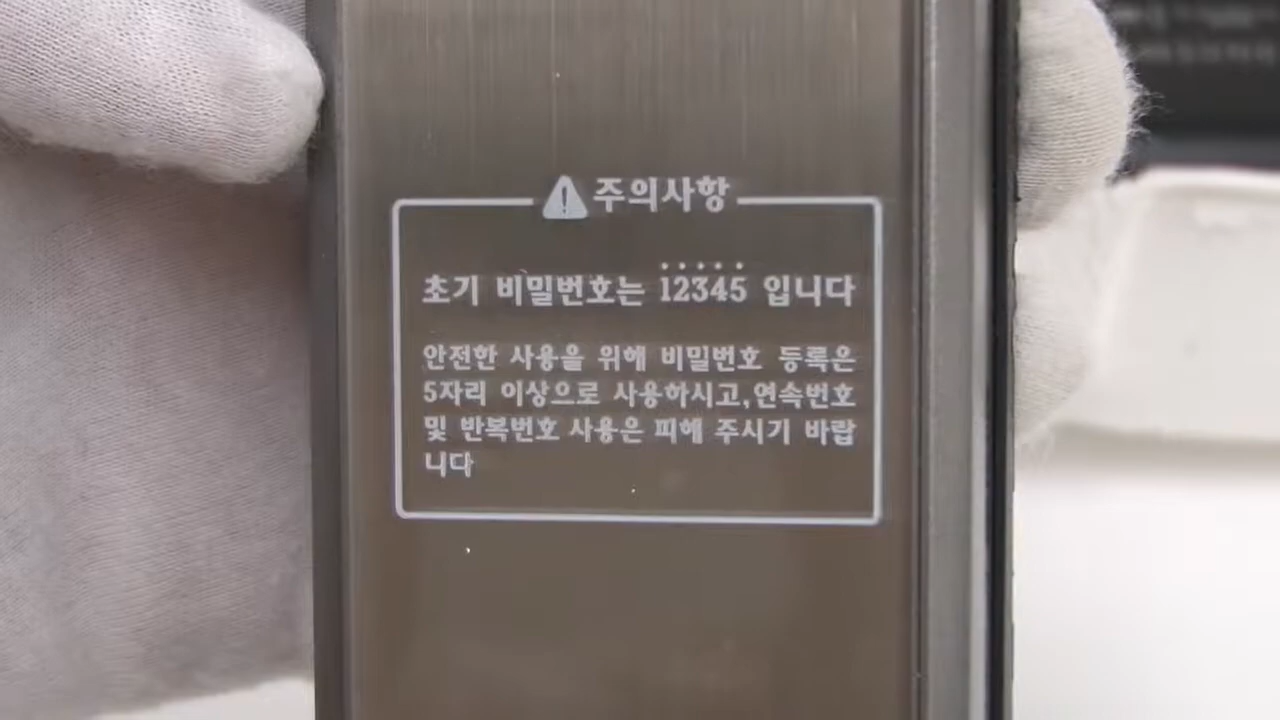 주의사항
초기 비밀번호는 12345 입니다
안전한 사용을 위해 비밀번호 등록은
5자리 이상으로 사용하시고,연속번호
및 반복번호 사용은 피해 주시기 바랍
니다